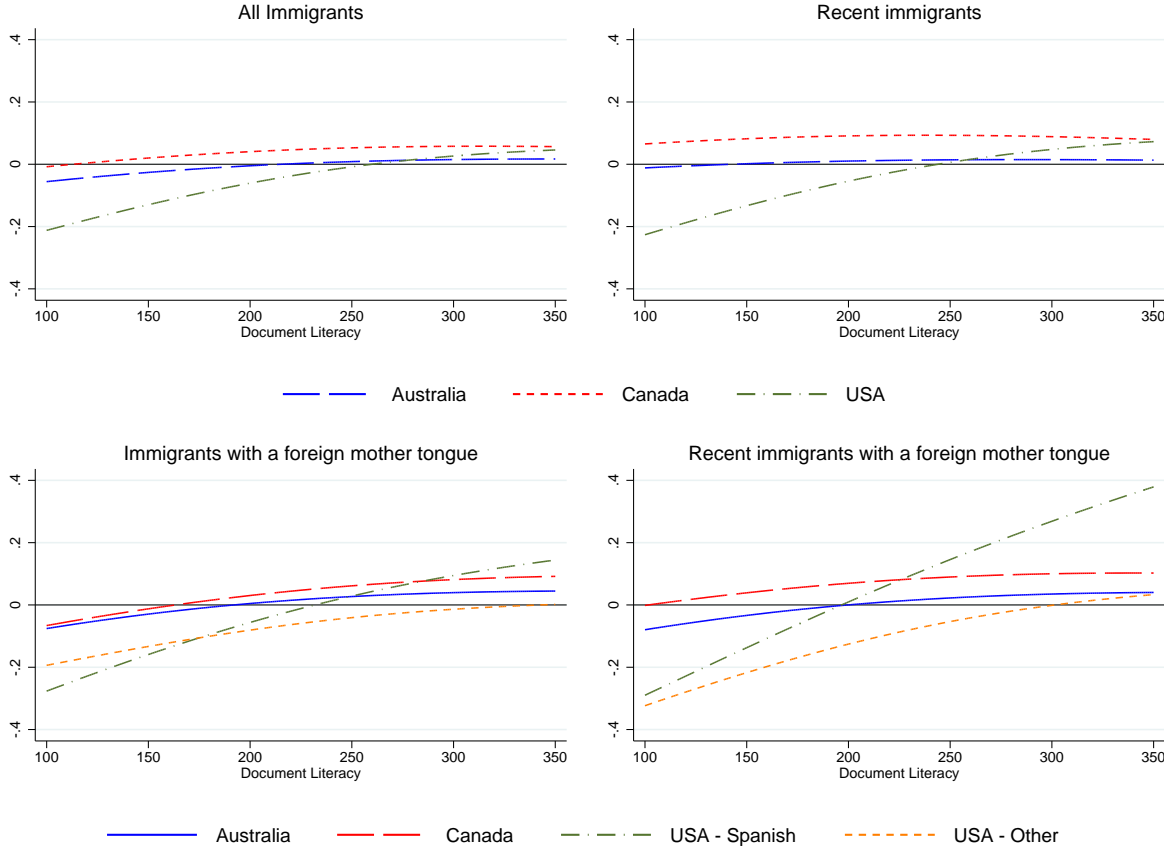 All Immigrants
.4
.2
0
-.2
-.4
100 150 200 250 300 350
Document Literacy
Recent immigrants
.4
.2
0
-.2
-.4
100 150 200 250 300 350
Document Literacy
Australia Canada USA
Immigrants with a foreign mother tongue
.4
.2
0
-.2
-.4
100 150 200 250 300 350
Document Literacy
Recent immigrants with a foreign mother tongue
.4
.2
0
-.2
-.4
100 150 200 250 300 350
Document Literacy
Australia Canada USA - Spanish USA - Other